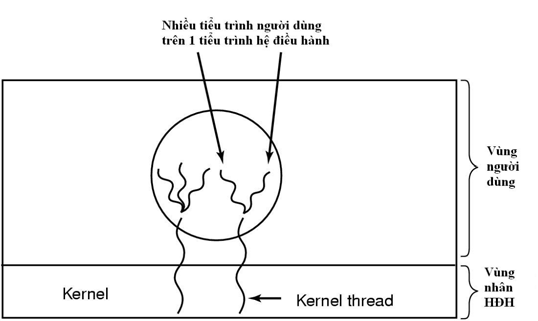 Nhiều tiểu trình người dùng
trên 1 tiểu trình hệ điều hành
Vùng
người
dùng
Kernel
Kernel thread
Vùng
nhân
HĐH